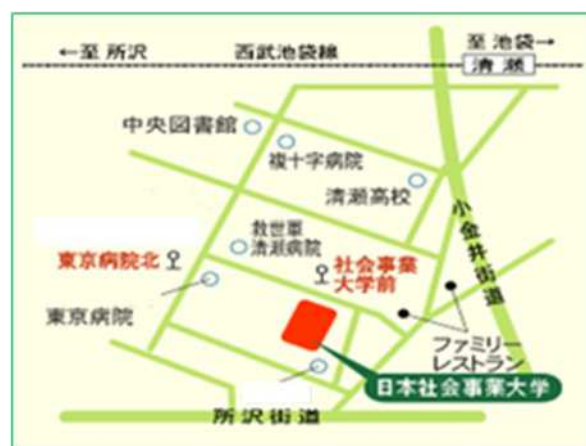 ←至 所沢
西武池袋線
至 池袋→
清瀬
中央図書館
複十字病院
清瀬高校
小金井街道
救世軍
清瀬病院
東京病院北
社会事業
大学前
東京病院
ファミリー
レストラン
日本社会事業大学
所沢街道